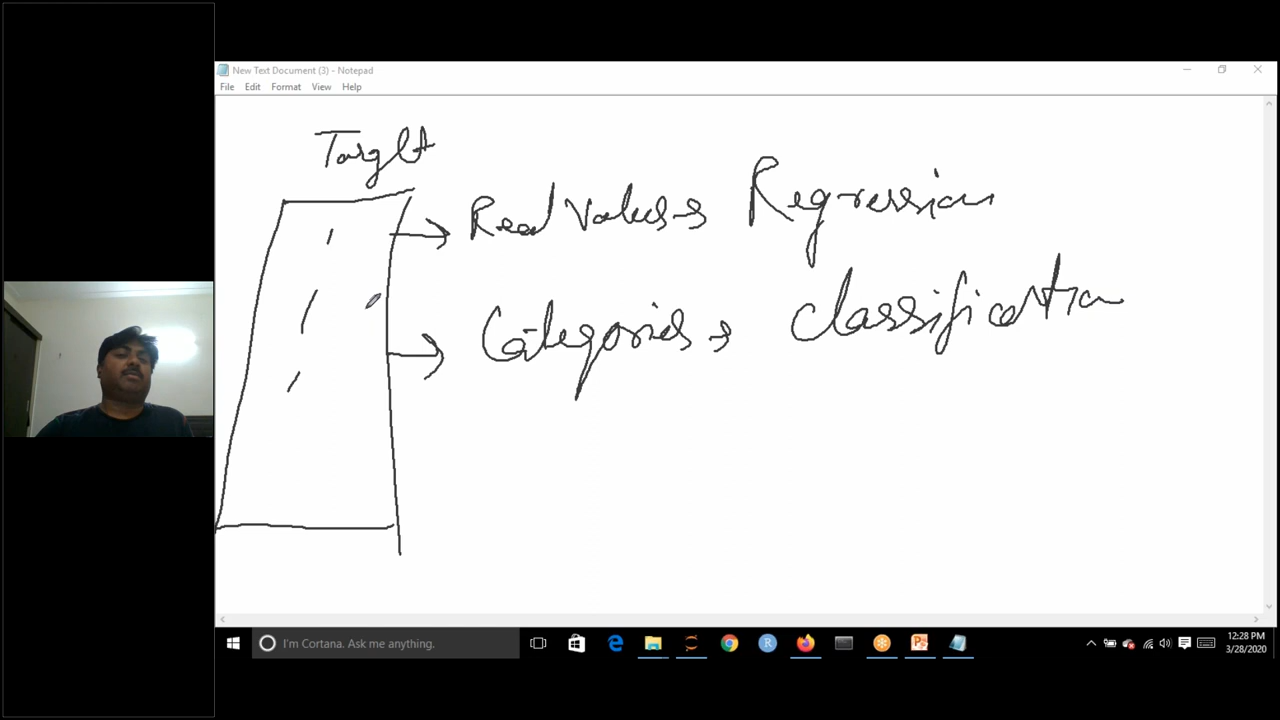 New Text Document (3) - Notepad
File Edit Format View Help
Target
Real Values → Regression
Categories → Classification
I'm Cortana. Ask me anything.
12:28 PM
3/28/2020